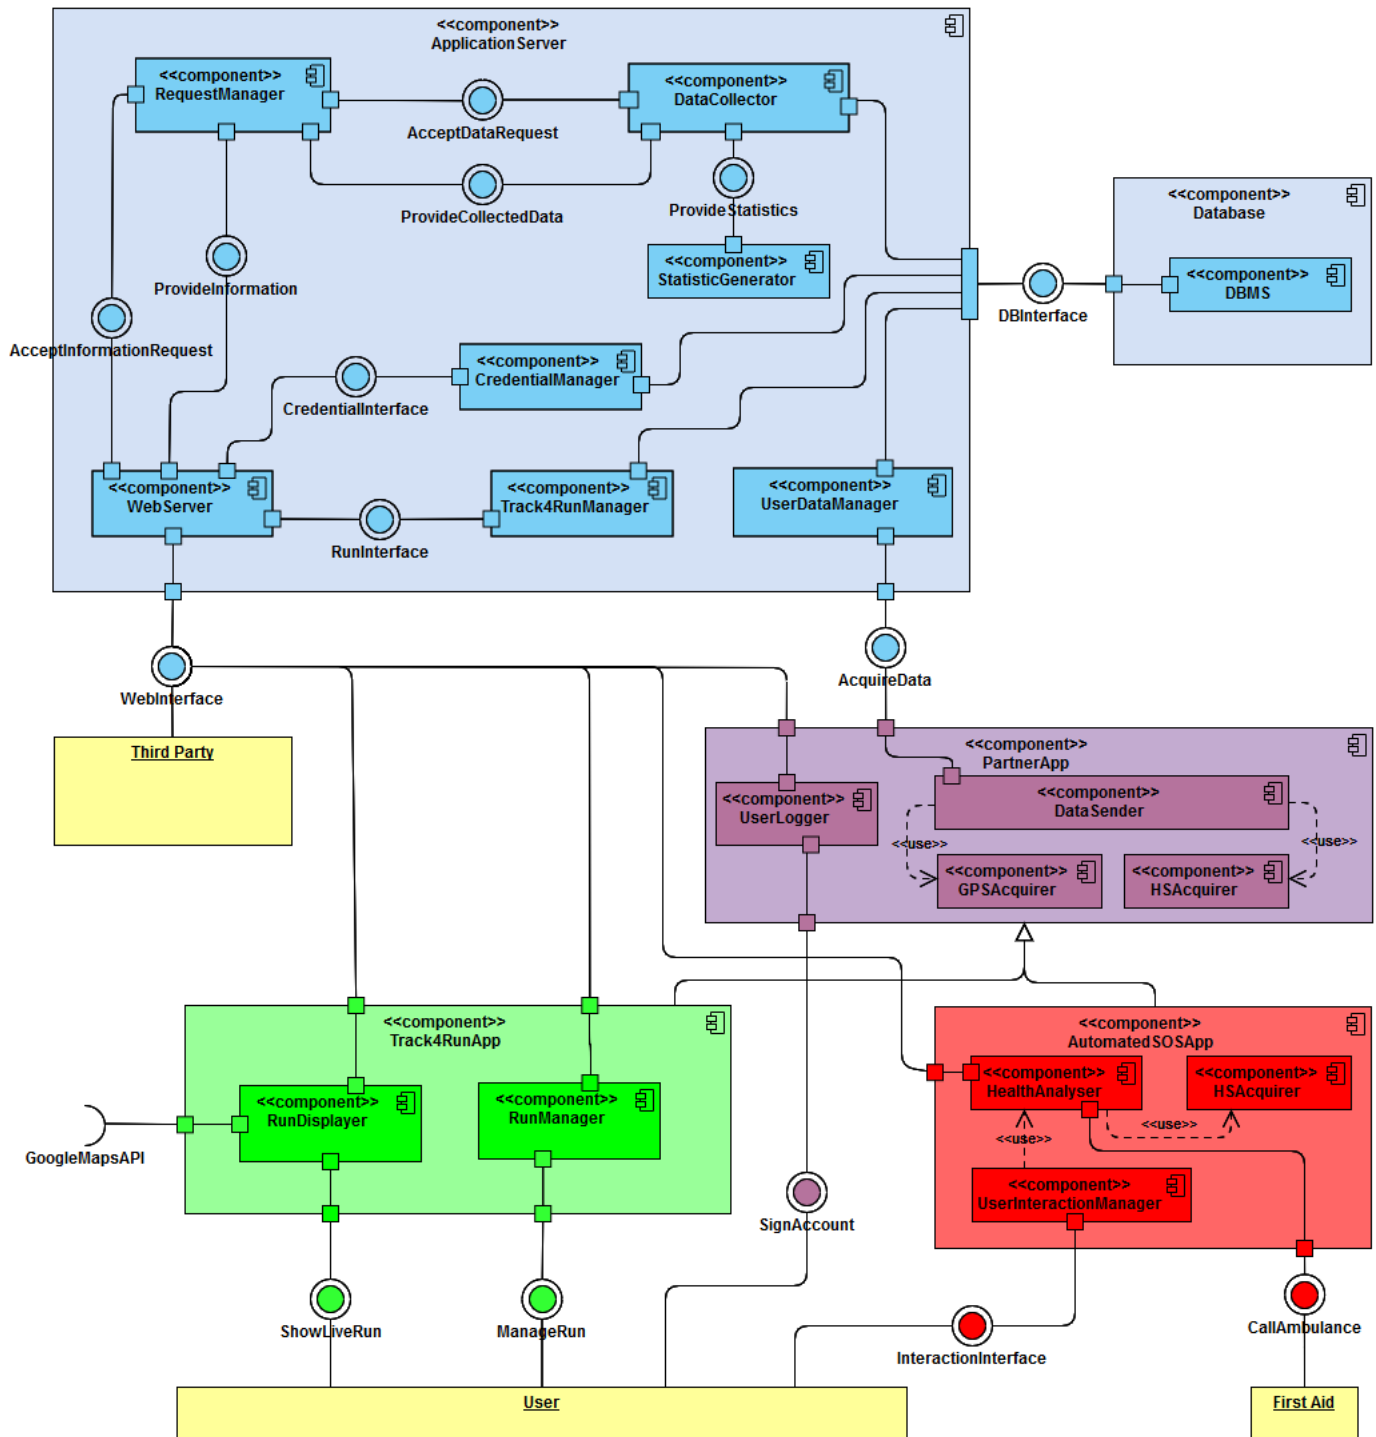 <<component>>
ApplicationServer
<<component>>
RequestManager
<<component>>
DataCollector
AcceptDataRequest
ProvideCollectedData
ProvideStatistics
<<component>>
Database
<<component>>
StatisticGenerator
<<component>>
DBMS
ProvideInformation
DBInterface
AcceptInformationRequest
<<component>>
CredentialManager
CredentialInterface
<<component>>
WebServer
<<component>>
Track4RunManager
<<component>>
UserDataManager
RunInterface
WebInterface
AcquireData
Third Party
<<component>>
PartnerApp
<<component>>
UserLogger
<<component>>
DataSender
<<use>>
<<use>>
<<component>>
GPSAcquirer
<<component>>
HSAcquirer
<<component>>
Track4RunApp
<<component>>
AutomatedSOSApp
<<component>>
RunDisplayer
<<component>>
RunManager
<<component>>
HealthAnalyser
<<component>>
HSAcquirer
<<use>>
<<use>>
GoogleMapsAPI
<<component>>
UserInteractionManager
SignAccount
ShowLiveRun
ManageRun
InteractionInterface
CallAmbulance
User
First Aid